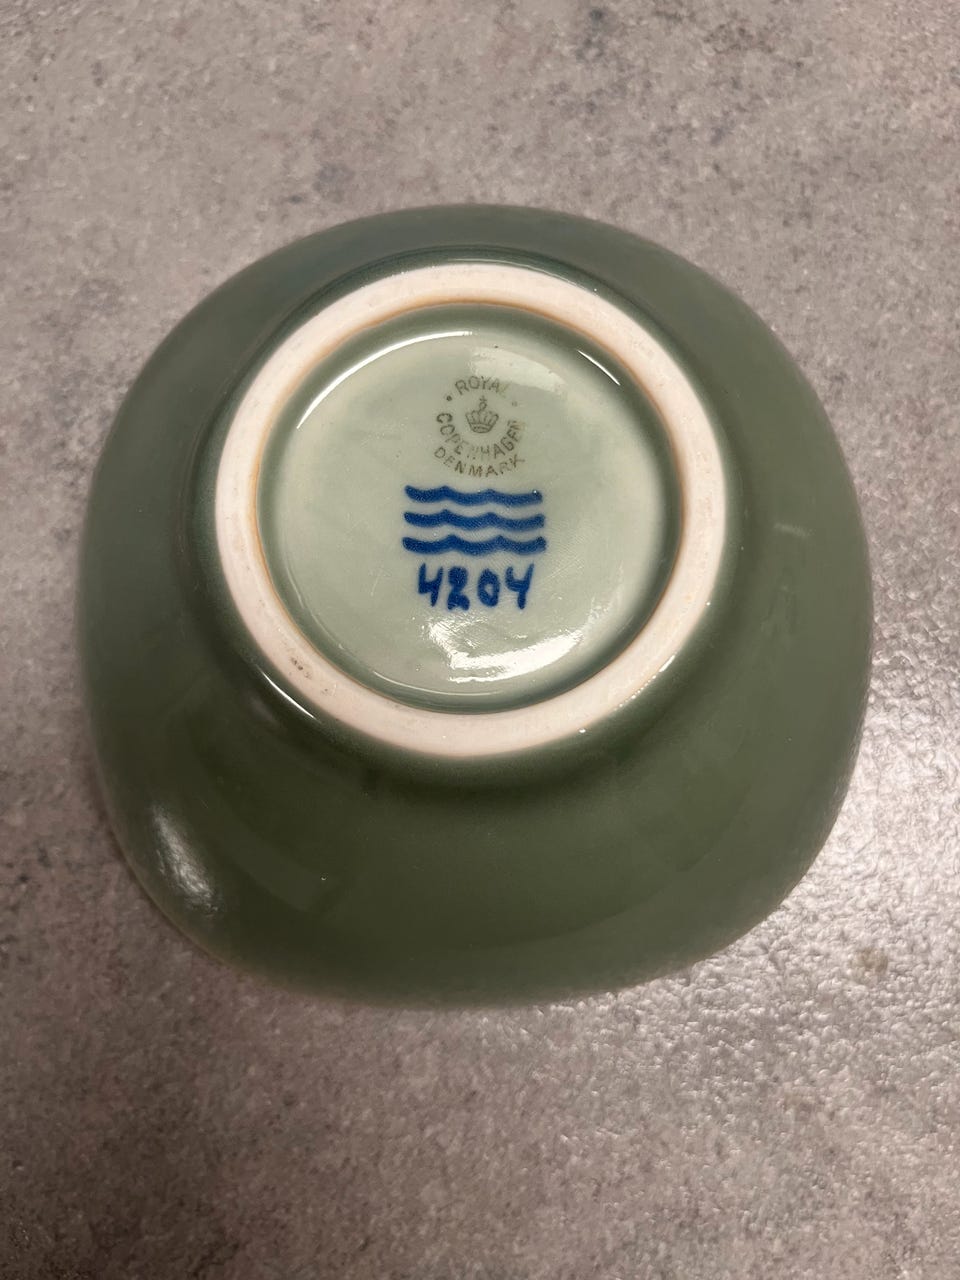 ROYAL
COPENHAGEN
DENMARK
4204